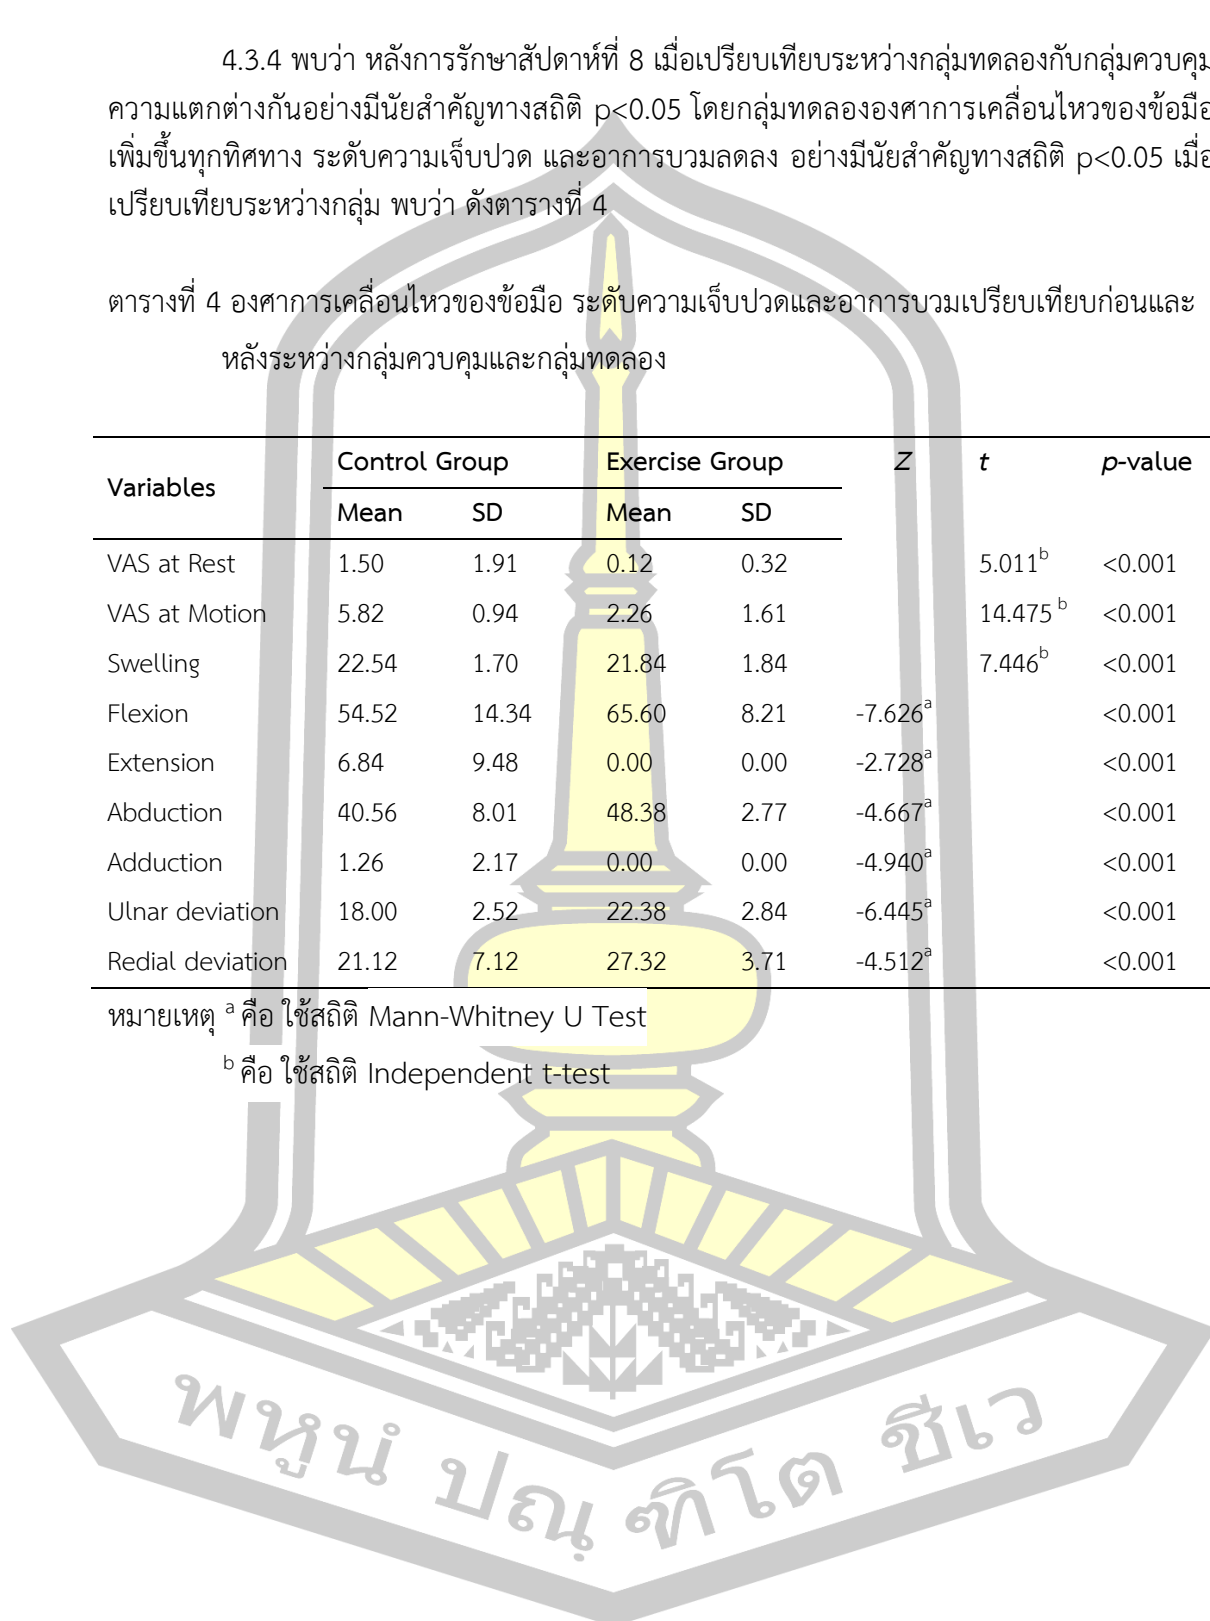 4.3.4 พบว่า หลังการรักษาสัปดาห์ที่ 8 เมื่อเปรียบเทียบระหว่างกลุ่มทดลองกับกลุ่มควบคุม
ความแตกต่างกันอย่างมีนัยสำคัญทางสถิติ p<0.05 โดยกลุ่มทดลององศาการเคลื่อนไหวของข้อมือ
เพิ่มขึ้นทุกทิศทาง ระดับความเจ็บปวด และอาการบวมลดลง อย่างมีนัยสำคัญทางสถิติ p<0.05 เมื่อ
เปรียบเทียบระหว่างกลุ่ม พบว่า ดังตารางที่ 4
ตารางที่ 4 องศาการเคลื่อนไหวของข้อมือ ระดับความเจ็บปวดและอาการบวมเปรียบเทียบก่อนและ
หลังระหว่างกลุ่มควบคุมและกลุ่มทดลอง
Variables Control Group Exercise Group Z t p-value
Mean SD Mean SD
VAS at Rest 1.50 1.91 0.12 0.32 5.011b <0.001
VAS at Motion 5.82 0.94 2.26 1.61 14.475 b <0.001
Swelling 22.54 1.70 21.84 1.84 7.446b <0.001
Flexion 54.52 14.34 65.60 8.21 -7.626a <0.001
Extension 6.84 9.48 0.00 0.00 -2.728a <0.001
Abduction 40.56 8.01 48.38 2.77 -4.667a <0.001
Adduction 1.26 2.17 0.00 0.00 -4.940a <0.001
Ulnar deviation 18.00 2.52 22.38 2.84 -6.445a <0.001
Redial deviation 21.12 7.12 27.32 3.71 -4.512a <0.001
หมายเหตุ a คือ ใช้สถิติ Mann-Whitney U Test
b คือ ใช้สถิติ Independent t-test
พหูนํ ปณฺ ฑิโต ชีเว